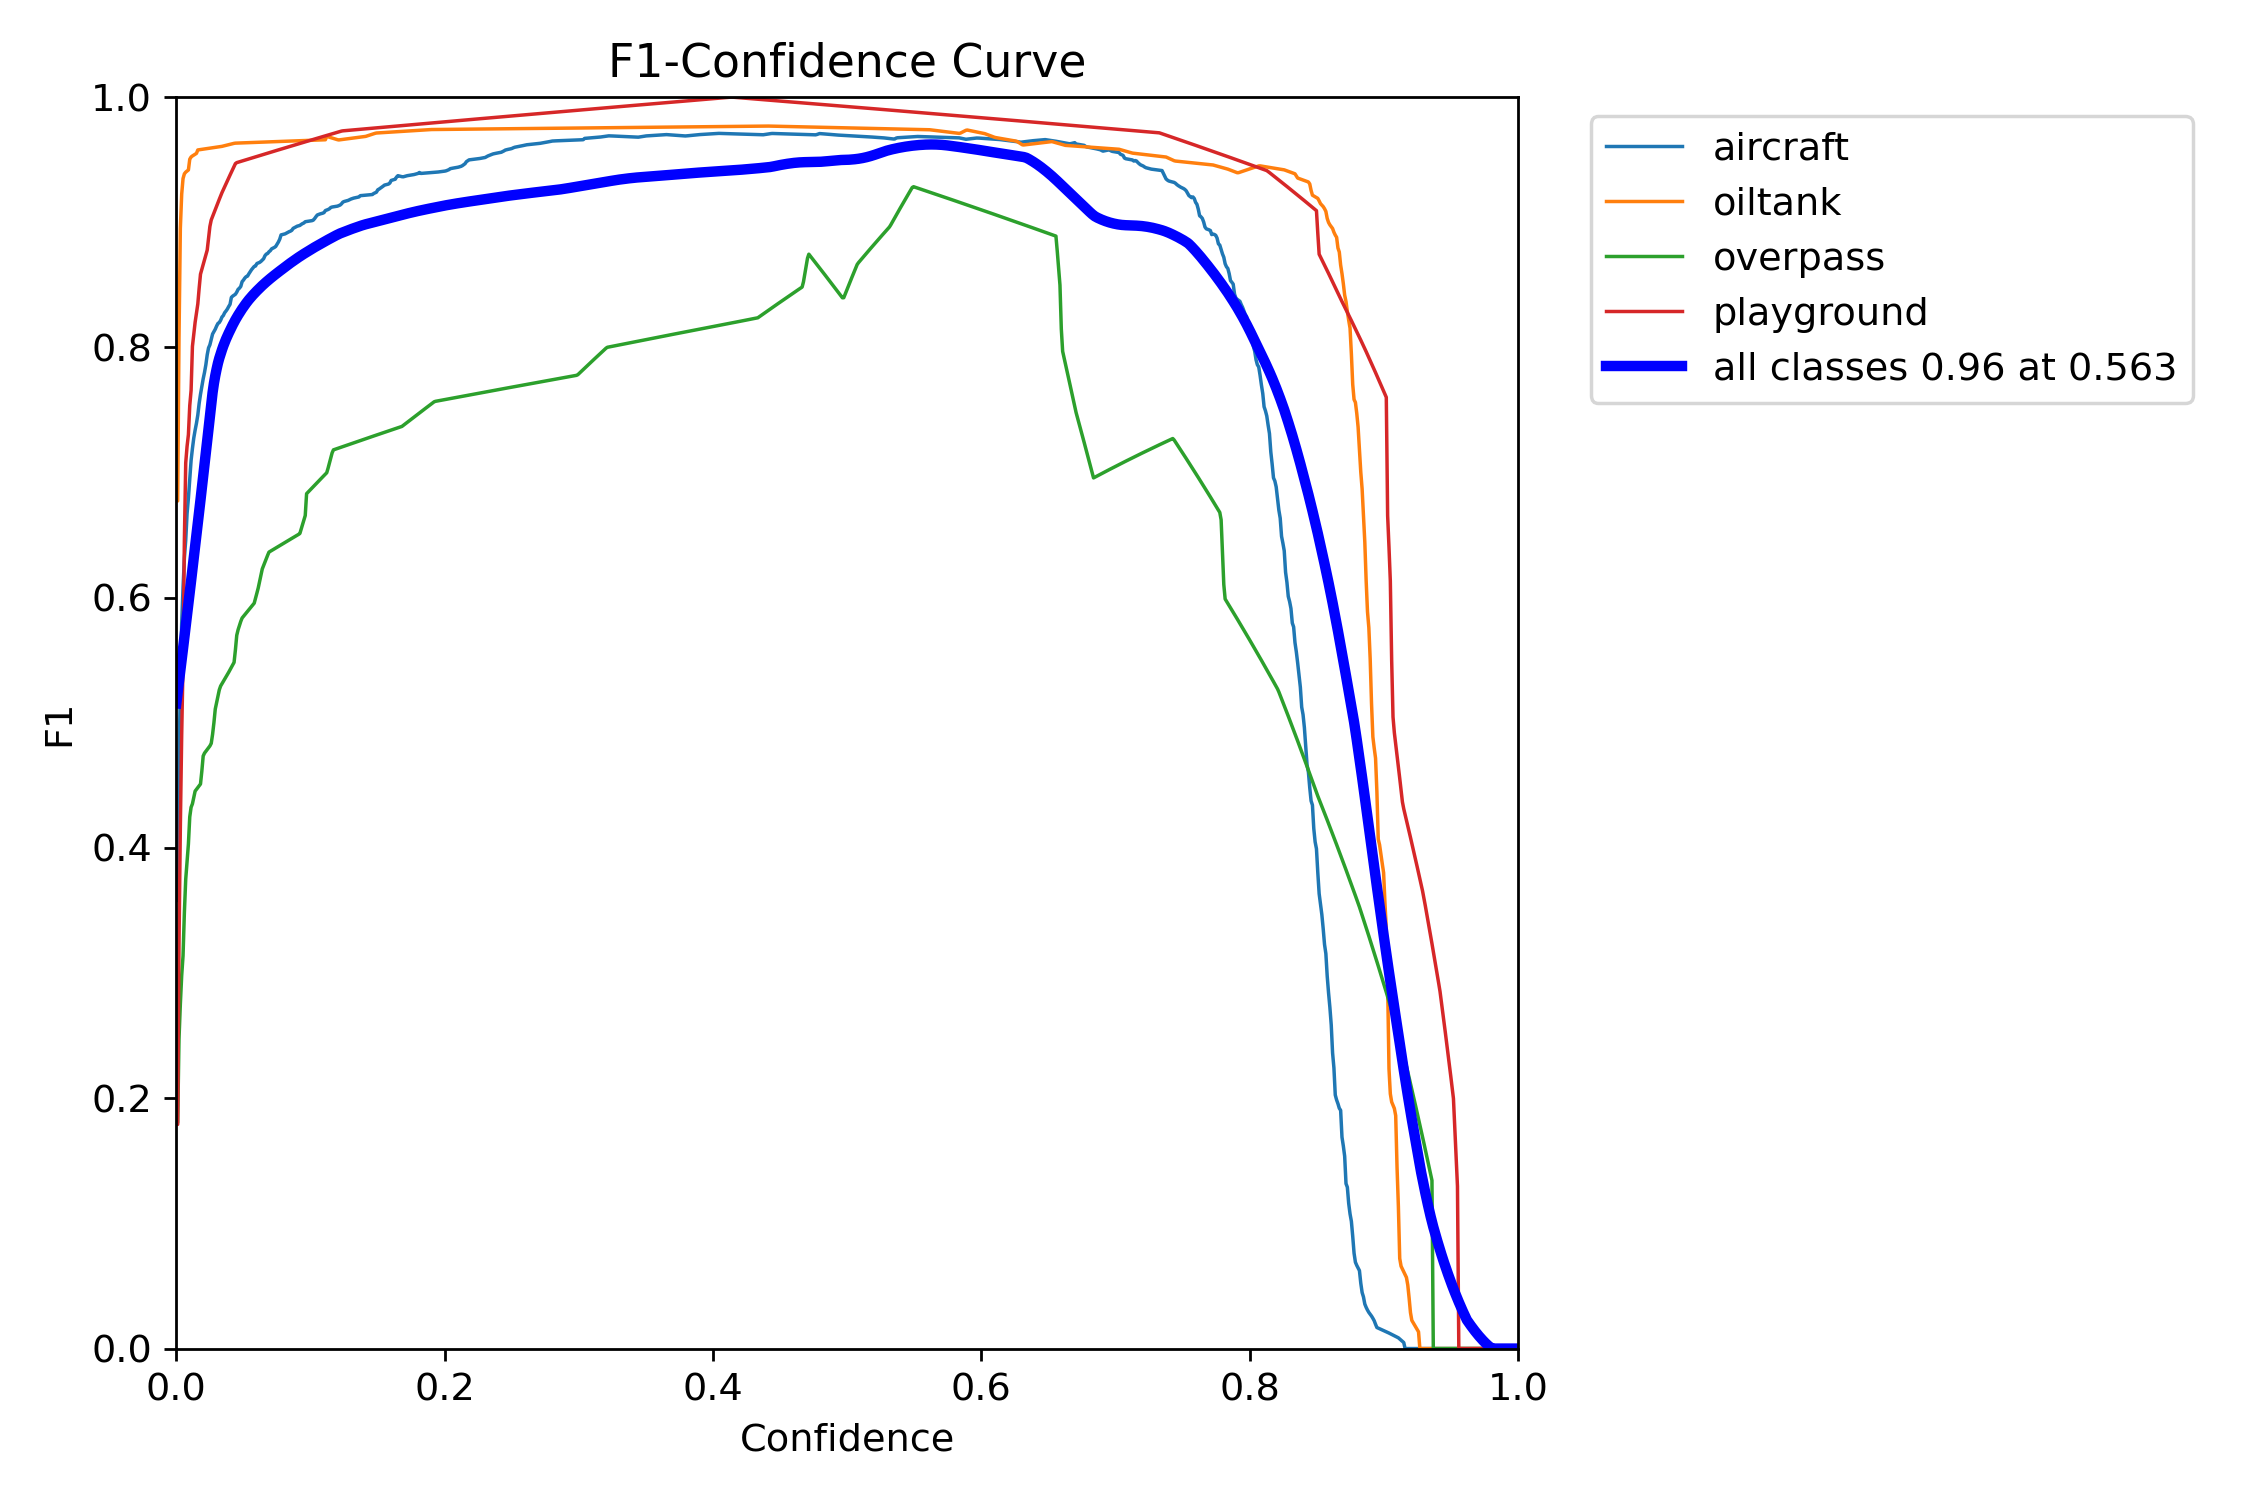 F1-Confidence Curve
1.0
0.8
0.6
0.4
0.2
0.0
F1
0.0 0.2 0.4 0.6 0.8 1.0
Confidence
aircraft
oiltank
overpass
playground
all classes 0.96 at 0.563